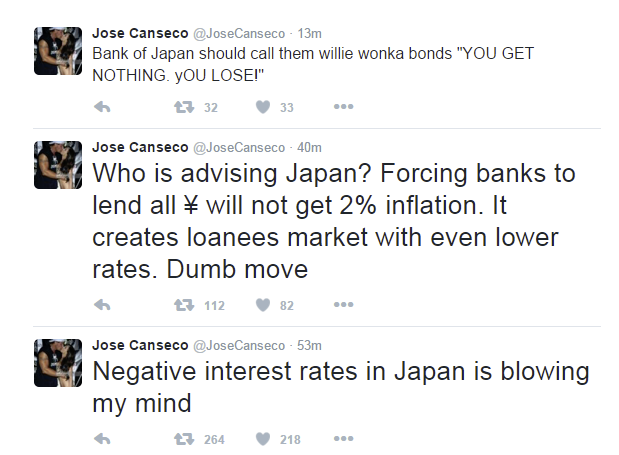 Jose Canseco @JoseCanseco · 13m
Bank of Japan should call them willie wonka bonds "YOU GET
NOTHING. yOU LOSE!"
32 33
Jose Canseco @JoseCanseco · 40m
Who is advising Japan? Forcing banks to
lend all ¥ will not get 2% inflation. It
creates loanees market with even lower
rates. Dumb move
112 82
Jose Canseco @JoseCanseco · 53m
Negative interest rates in Japan is blowing
my mind
264 218